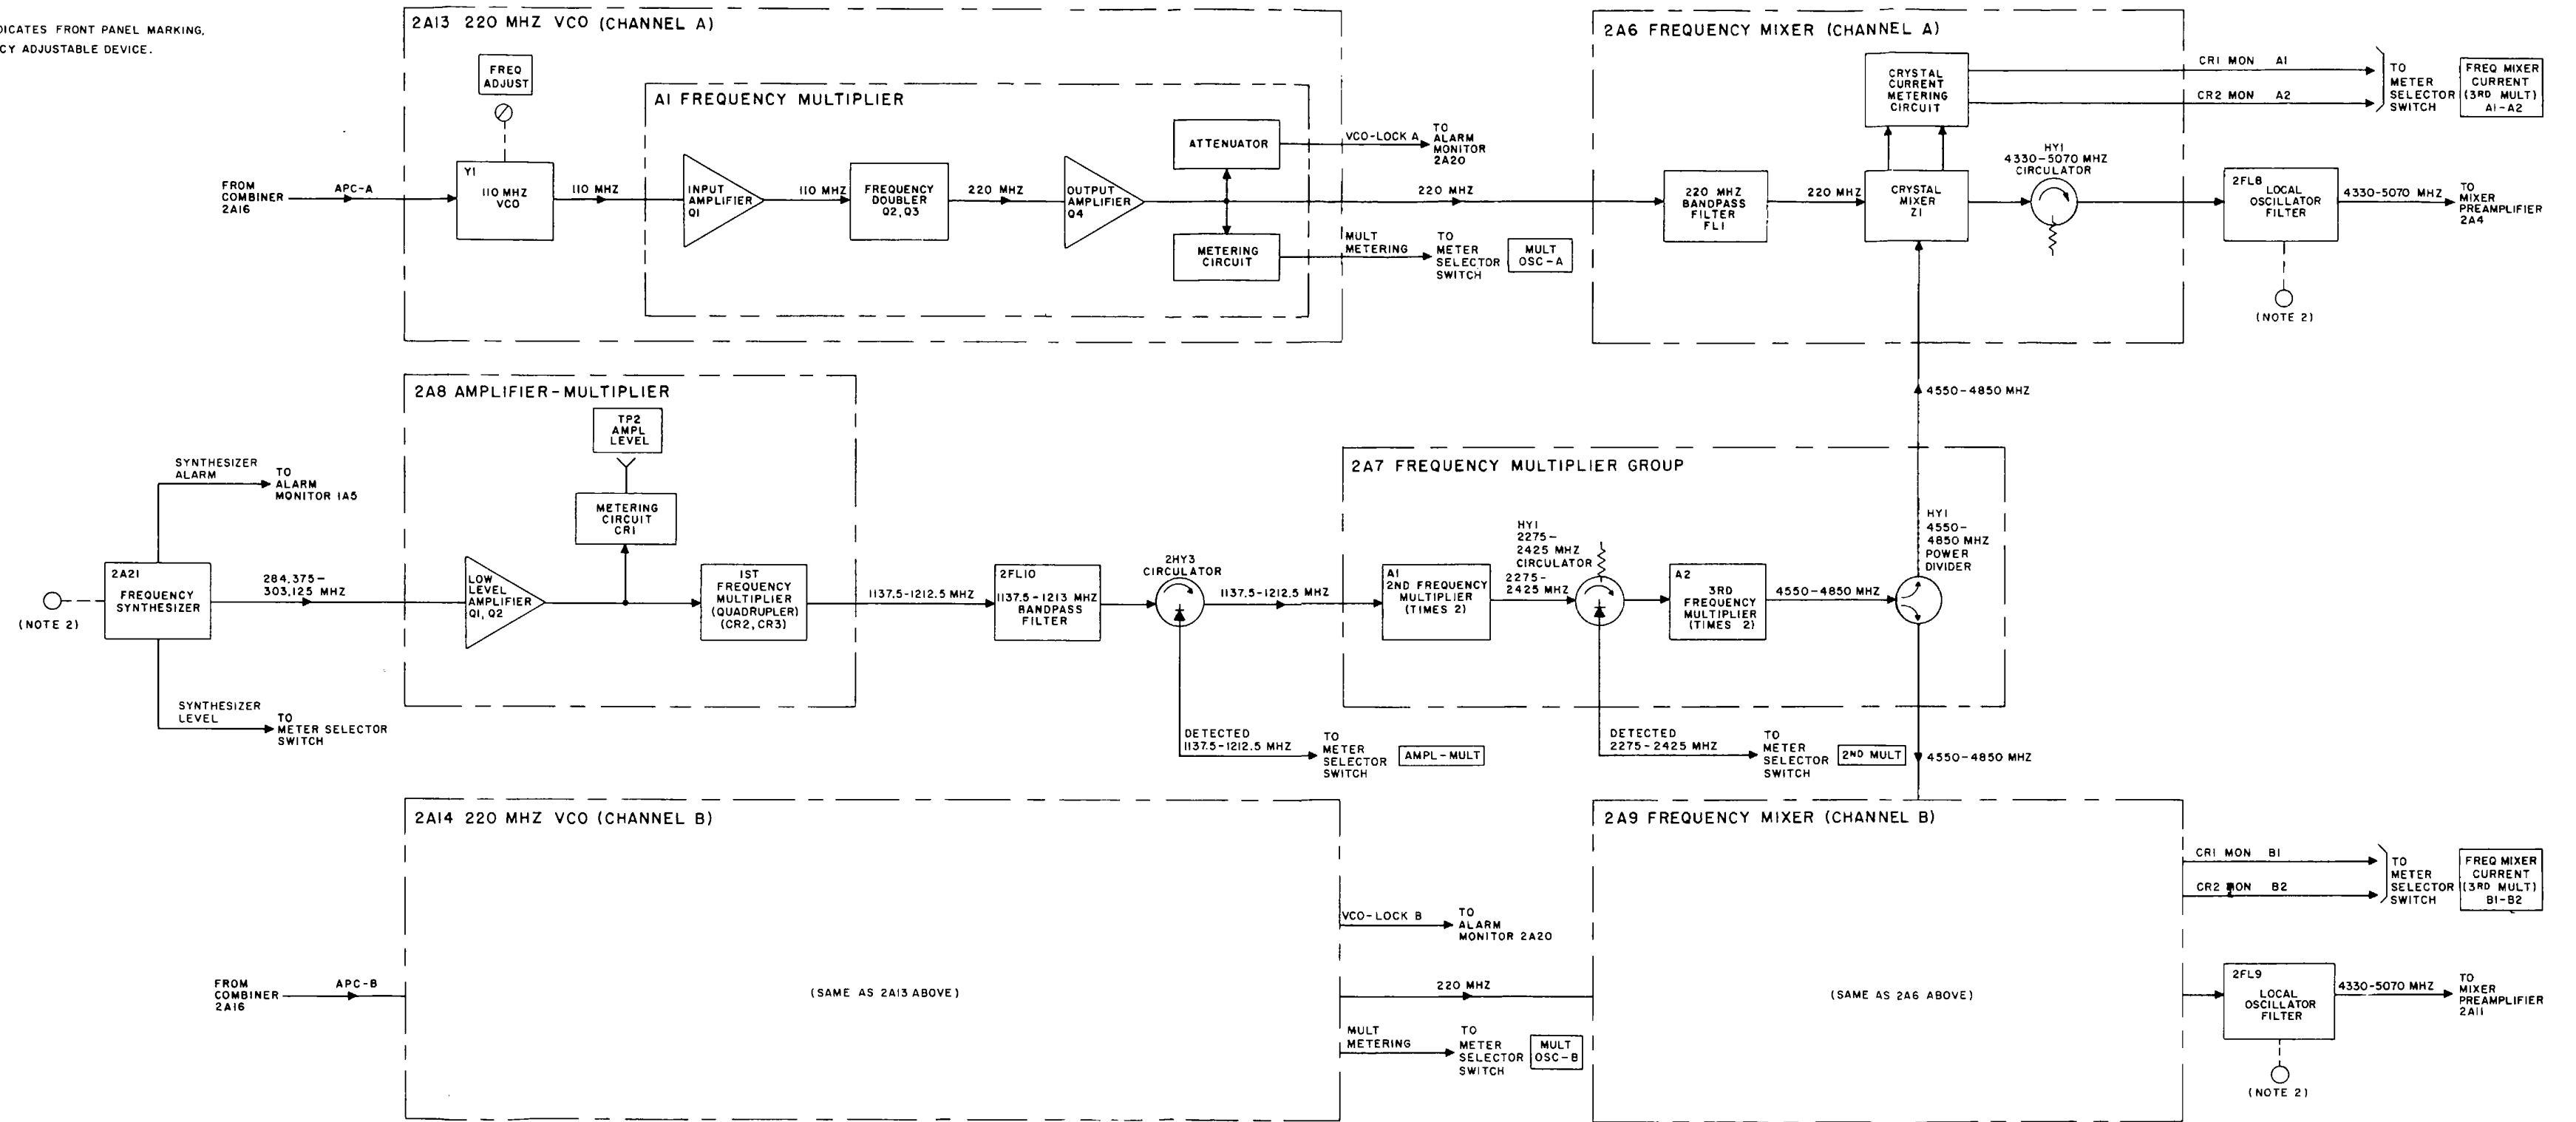 DICATES FRONT PANEL MARKING,
CY ADJUSTABLE DEVICE.
2A13 220 MHZ VCO (CHANNEL A)
FREQ
ADJUST
A1 FREQUENCY MULTIPLIER
FROM
COMBINER
2A16
APC-A
Y1
110 MHZ
VCO
110 MHZ
INPUT
AMPLIFIER
Q1
110 MHZ
FREQUENCY
DOUBLER
Q2, Q3
220 MHZ
OUTPUT
AMPLIFIER
Q4
ATTENUATOR
METERING
CIRCUIT
VCO-LOCK A
TO
ALARM
MONITOR
2A20
220 MHZ
MULT
METERING
TO
METER
SELECTOR
SWITCH
MULT
OSC-A
2A6 FREQUENCY MIXER (CHANNEL A)
220 MHZ
BANDPASS
FILTER
FL1
220 MHZ
CRYSTAL
CURRENT
METERING
CIRCUIT
CRYSTAL
MIXER
Z1
HY1
4330-5070 MHZ
CIRCULATOR
CR1 MON A1
CR2 MON A2
TO
METER
SELECTOR
SWITCH
FREQ MIXER
CURRENT
(3RD MULT)
A1-A2
2FL8
LOCAL
OSCILLATOR
FILTER
4330-5070 MHZ
TO
MIXER
PREAMPLIFIER
2A4
(NOTE 2)
4550-4850 MHZ
2A8 AMPLIFIER-MULTIPLIER
TP2
AMPL
LEVEL
METERING
CIRCUIT
CR1
SYNTHESIZER
ALARM
TO
ALARM
MONITOR 1A5
2A21
FREQUENCY
SYNTHESIZER
(NOTE 2)
284.375-
303.125 MHZ
SYNTHESIZER
LEVEL
TO
METER SELECTOR
SWITCH
LOW
LEVEL
AMPLIFIER
Q1, Q2
1ST
FREQUENCY
MULTIPLIER
(QUADRUPLER)
(CR2, CR3)
1137.5-1212.5 MHZ
2FL10
1137.5-1213 MHZ
BANDPASS
FILTER
2HY3
CIRCULATOR
1137.5-1212.5 MHZ
DETECTED
1137.5-1212.5 MHZ
TO
METER
SELECTOR
SWITCH
AMPL-MULT
2A7 FREQUENCY MULTIPLIER GROUP
A1
2ND FREQUENCY
MULTIPLIER
(TIMES 2)
HY1
2275-
2425 MHZ
CIRCULATOR
2275-
2425 MHZ
A2
3RD
FREQUENCY
MULTIPLIER
(TIMES 2)
4550-4850 MHZ
HY1
4550-
4850 MHZ
POWER
DIVIDER
DETECTED
2275-2425 MHZ
TO
METER
SELECTOR
SWITCH
2ND MULT
4550-4850 MHZ
2A14 220 MHZ VCO (CHANNEL B)
FROM
COMBINER
2A16
APC-B
(SAME AS 2A13 ABOVE)
VCO-LOCK B
TO
ALARM
MONITOR 2A20
220 MHZ
MULT
METERING
TO
METER
SELECTOR
SWITCH
MULT
OSC-B
2A9 FREQUENCY MIXER (CHANNEL B)
(SAME AS 2A6 ABOVE)
CR1 MON B1
CR2 MON B2
TO
METER
SELECTOR
SWITCH
FREQ MIXER
CURRENT
(3RD MULT)
B1-B2
2FL9
LOCAL
OSCILLATOR
FILTER
4330-5070 MHZ
TO
MIXER
PREAMPLIFIER
2A11
(NOTE 2)